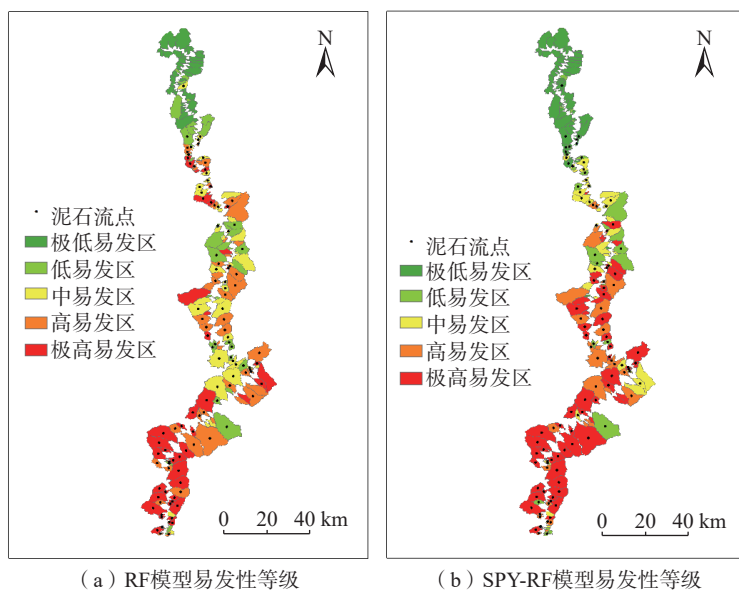 N
泥石流点
极低易发区
低易发区
中易发区
高易发区
极高易发区
0 20 40 km
(a)RF模型易发性等级
N
泥石流点
极低易发区
低易发区
中易发区
高易发区
极高易发区
0 20 40 km
(b)SPY-RF模型易发性等级